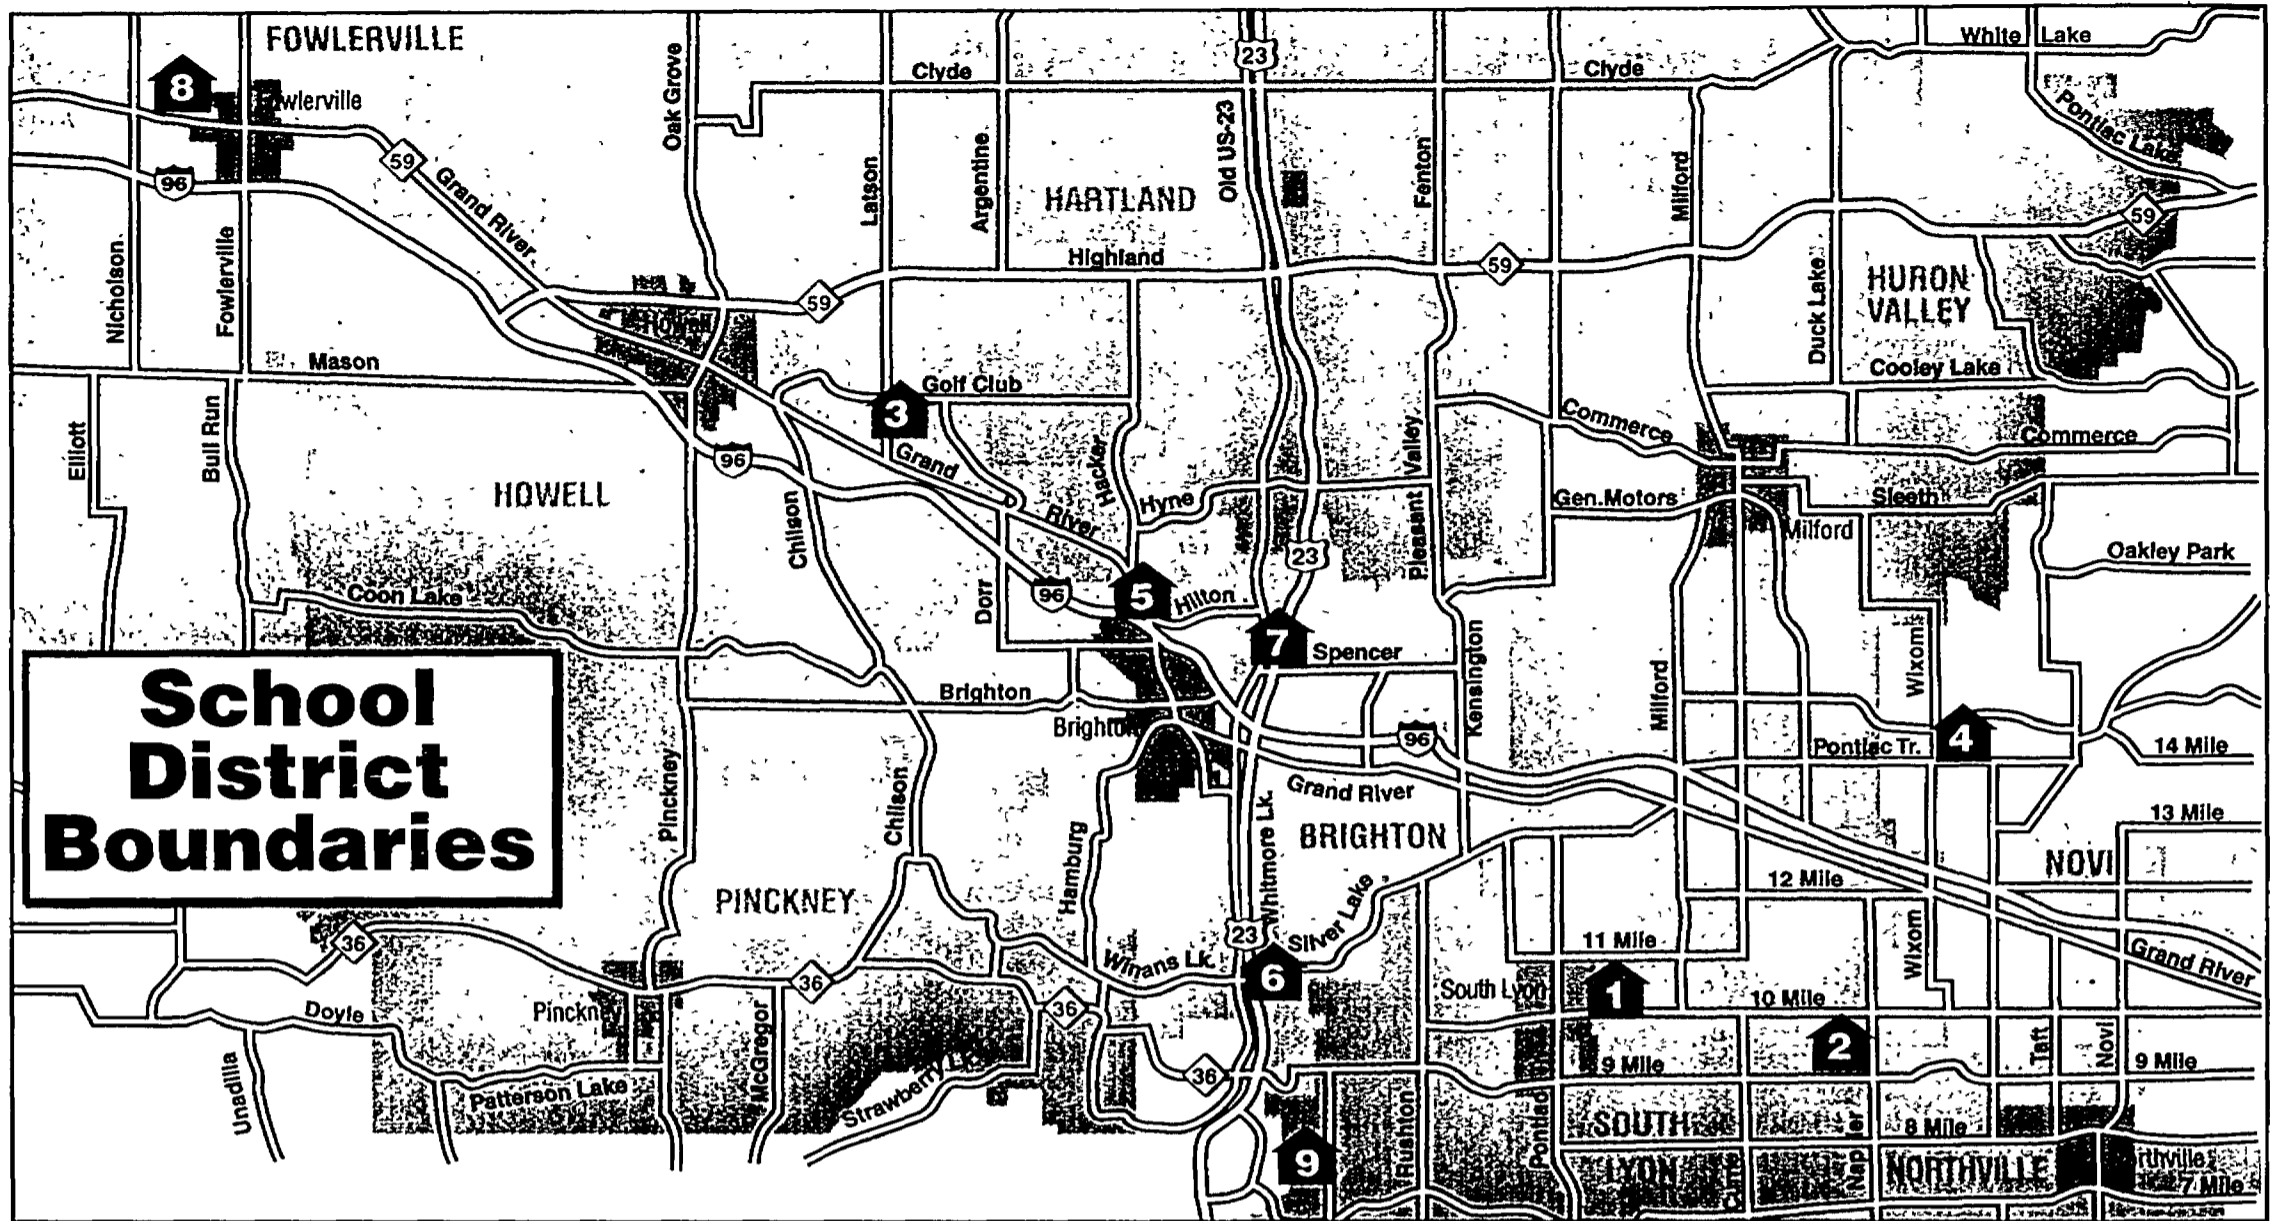 FOWLERVILLE
White Lake
23
Clyde
Clyde
8
Oak Grove
Pontiac Lake
59
Grand River
96
Latson
Argentine
HARTLAND
Old US-23
Fenton
Milford
59
Nicholson
Fowlerville
Highland
59
59
Duck Lake
HURON
VALLEY
Howell
Mason
Golf Club
3
Cooley Lake
Elliott
Bull Run
Commerce
Commerce
96
Grand
River
Hacker
Pleasant Valley
HOWELL
Chilson
Hyne
Gen.Motors
Sleeth
Milford
23
Oakley Park
Coon Lake
Dorr
96
5
Hilton
7
Spencer
Kensington
Milford
Wixom
School
District
Boundaries
Brighton
Brighton
96
Pontiac Tr.
4
14 Mile
Pinckney
Chilson
Grand River
13 Mile
Hamburg
Whitmore Lk.
BRIGHTON
NOVI
12 Mile
PINCKNEY
Silver Lake
Wixom
36
23
11 Mile
Grand River
Winans Lk.
6
36
South Lyon
1
10 Mile
Doyle
Pinckney
36
McGregor
2
Taft
Novi
Unadilla
Patterson Lake
Strawberry
36
9 Mile
9 Mile
Rushton
Pontiac
SOUTH
LYON
Napier
8 Mile
NORTHVILLE
9
7 Mile